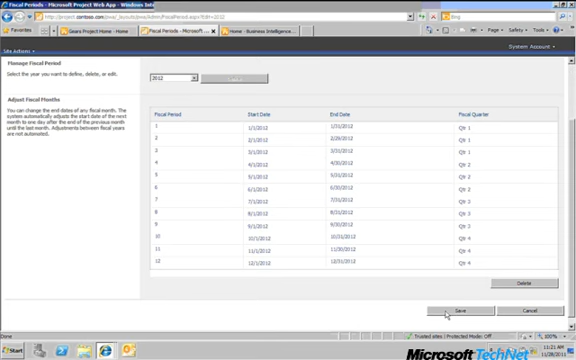 Fiscal Periods - Microsoft Project Web App - Windows Int
http://project.contoso.com/pwa/_layouts/pwa/Admin/FiscalPeriod.aspx?Edit=2012
Bing
Favorites
Gears Project Home - Home
Fiscal Periods - Microsoft...
Home - Business Intelligence...
Page
Safety
Tools
Site Actions
System Account
Manage Fiscal Period
Select the year you want to define, delete, or edit.
2012
Adjust Fiscal Months
You can change the end dates of any fiscal month. The
system automatically adjusts the start date of the next
month to one day after the end of the previous month
until the last month. Adjustments between fiscal years
are not automated.
Fiscal Period Start Date End Date Fiscal Quarter
1 1/1/2012 1/31/2012 Qtr 1
2 2/1/2012 2/29/2012 Qtr 1
3 3/1/2012 3/31/2012 Qtr 1
4 4/1/2012 4/30/2012 Qtr 2
5 5/1/2012 5/31/2012 Qtr 2
6 6/1/2012 6/30/2012 Qtr 2
7 7/1/2012 7/31/2012 Qtr 3
8 8/1/2012 8/31/2012 Qtr 3
9 9/1/2012 9/30/2012 Qtr 3
10 10/1/2012 10/31/2012 Qtr 4
11 11/1/2012 11/30/2012 Qtr 4
12 12/1/2012 12/31/2012 Qtr 4
Delete
Save Cancel
Done
Trusted sites | Protected Mode: Off
100%
Start
11:21 AM
11/28/2011
Microsoft TechNet